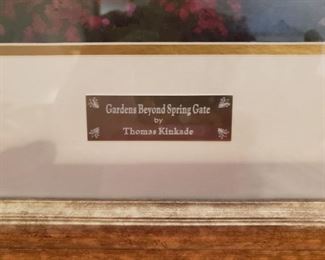 Gardens Beyond Spring Gate
by
Thomas Kinkade